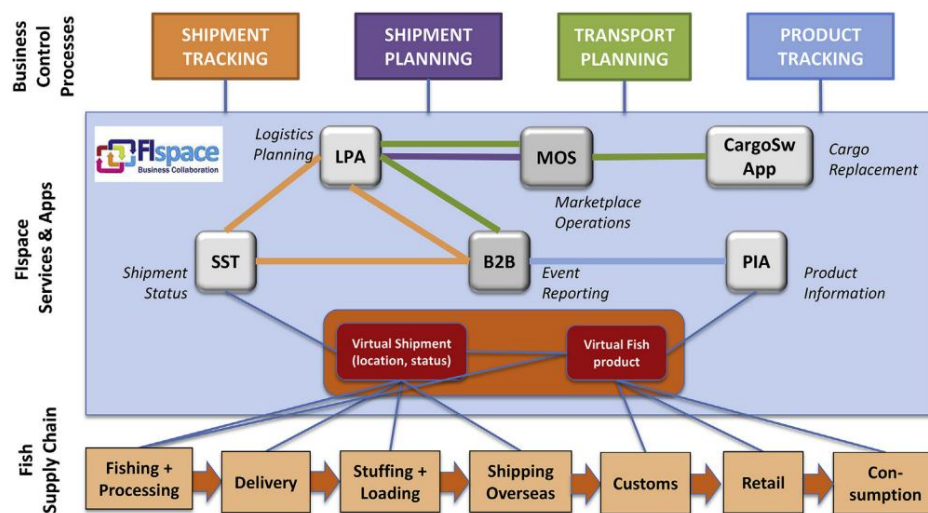 Business
Control
Processes
SHIPMENT
TRACKING
SHIPMENT
PLANNING
TRANSPORT
PLANNING
PRODUCT
TRACKING
FIspace
Services & Apps
FIspace
Business Collaboration
Logistics
Planning
LPA
MOS
CargoSw
App
Cargo
Replacement
Marketplace
Operations
Shipment
Status
SST
B2B
Event
Reporting
PIA
Product
Information
Virtual Shipment
(location, status)
Virtual Fish
product
Fish
Supply Chain
Fishing +
Processing
Delivery
Stuffing +
Loading
Shipping
Overseas
Customs
Retail
Con-
sumption